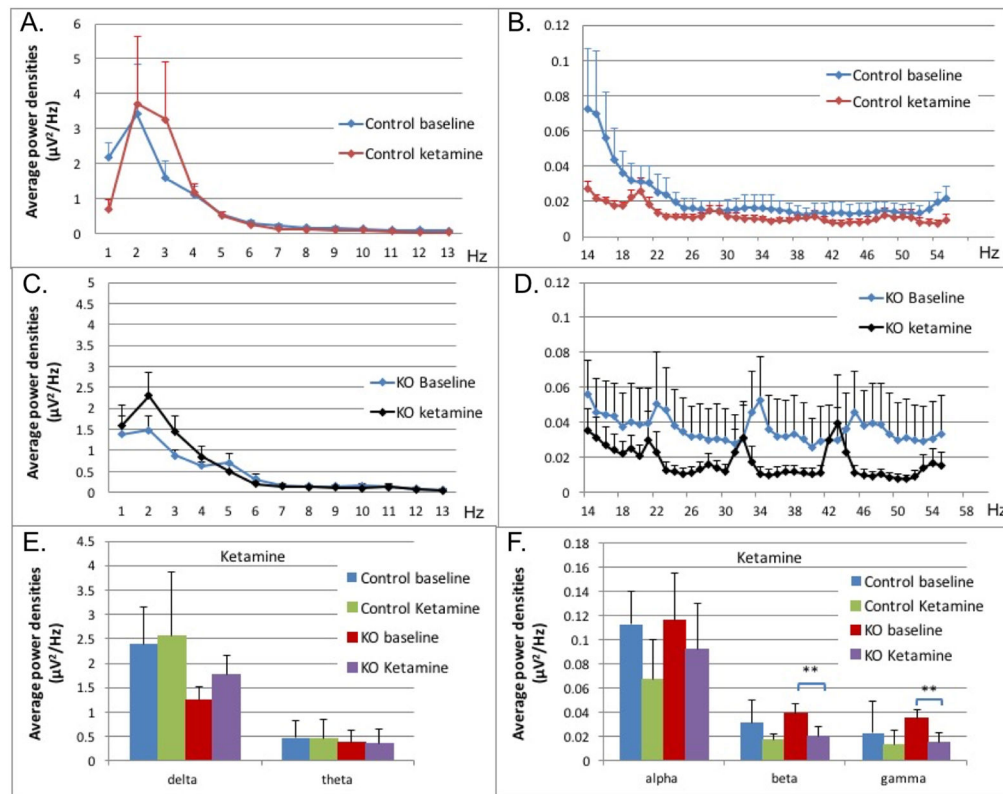 A.
Average power densities
(µV²/Hz)
6
5
4
3
2
1
0
Control baseline
Control ketamine
1 2 3 4 5 6 7 8 9 10 11 12 13 Hz
B.
0.12
0.1
0.08
0.06
0.04
0.02
0
Control baseline
Control ketamine
14 18 22 26 30 34 38 42 46 50 54 Hz
C.
Average power densities
(µV²/Hz)
5
4.5
4
3.5
3
2.5
2
1.5
1
0.5
0
KO Baseline
KO ketamine
1 2 3 4 5 6 7 8 9 10 11 12 13 Hz
D.
0.12
0.1
0.08
0.06
0.04
0.02
0
KO Baseline
KO ketamine
14 18 22 26 30 34 38 42 46 50 54 58 Hz
E.
Average power densities
(µV²/Hz)
4.5
4
3.5
3
2.5
2
1.5
1
0.5
0
Ketamine
Control baseline
Control Ketamine
KO baseline
KO Ketamine
delta theta
F.
Average power densities
(µV²/Hz)
0.18
0.16
0.14
0.12
0.1
0.08
0.06
0.04
0.02
0
Ketamine
Control baseline
Control Ketamine
KO baseline
KO Ketamine
**
**
alpha beta gamma